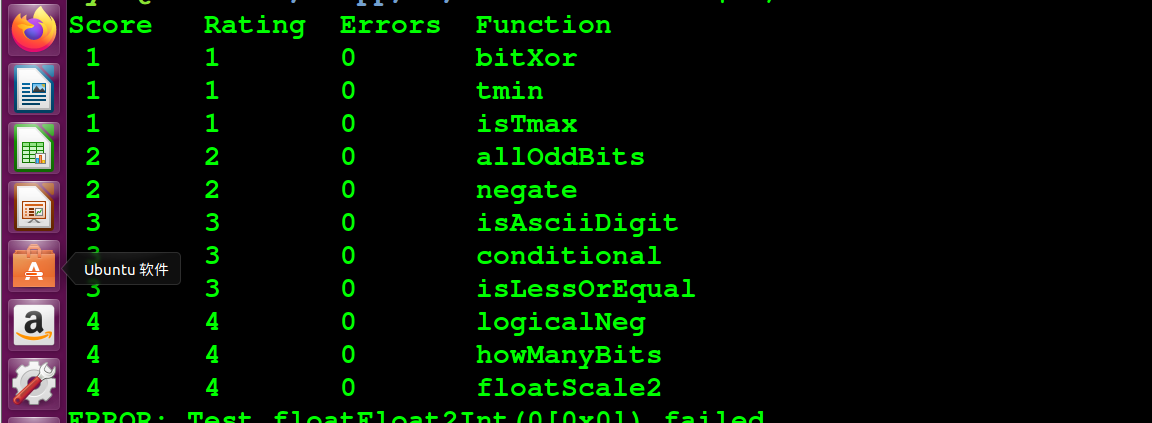 Score Rating Errors Function
1 1 0 bitXor
1 1 0 tmin
1 1 0 isTmax
2 2 0 allOddBits
2 2 0 negate
3 3 0 isAsciiDigit
3 3 0 conditional
Ubuntu 软件
3 3 0 isLessOrEqual
4 4 0 logicalNeg
4 4 0 howManyBits
4 4 0 floatScale2
ERROR: Test floatFloat2Int(0[0x0]) failed